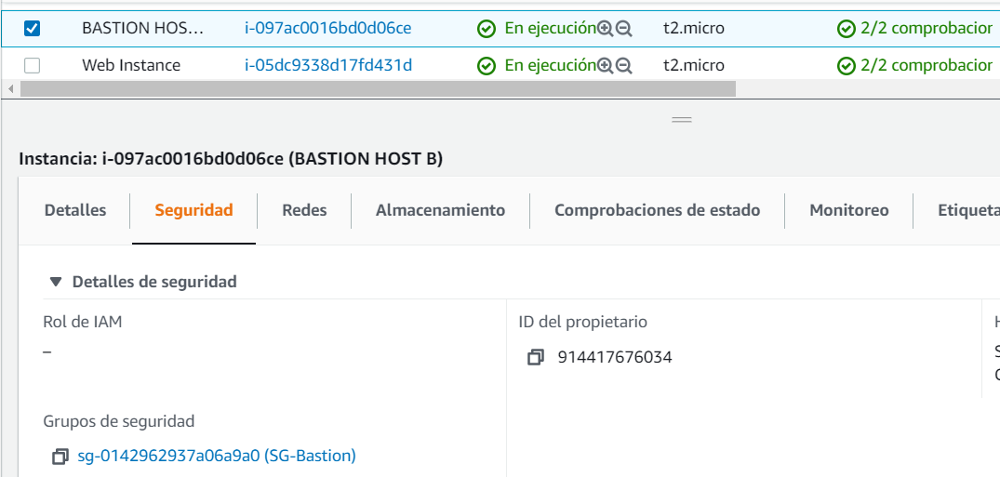 BASTION HOS... i-097ac0016bd0d06ce En ejecución t2.micro 2/2 comprobacior
Web Instance i-05dc9338d17fd431d En ejecución t2.micro 2/2 comprobacior
Instancia: i-097ac0016bd0d06ce (BASTION HOST B)
Detalles Seguridad Redes Almacenamiento Comprobaciones de estado Monitoreo Etiqueta
Detalles de seguridad
Rol de IAM ID del propietario
– 914417676034
Grupos de seguridad
sg-0142962937a06a9a0 (SG-Bastion)